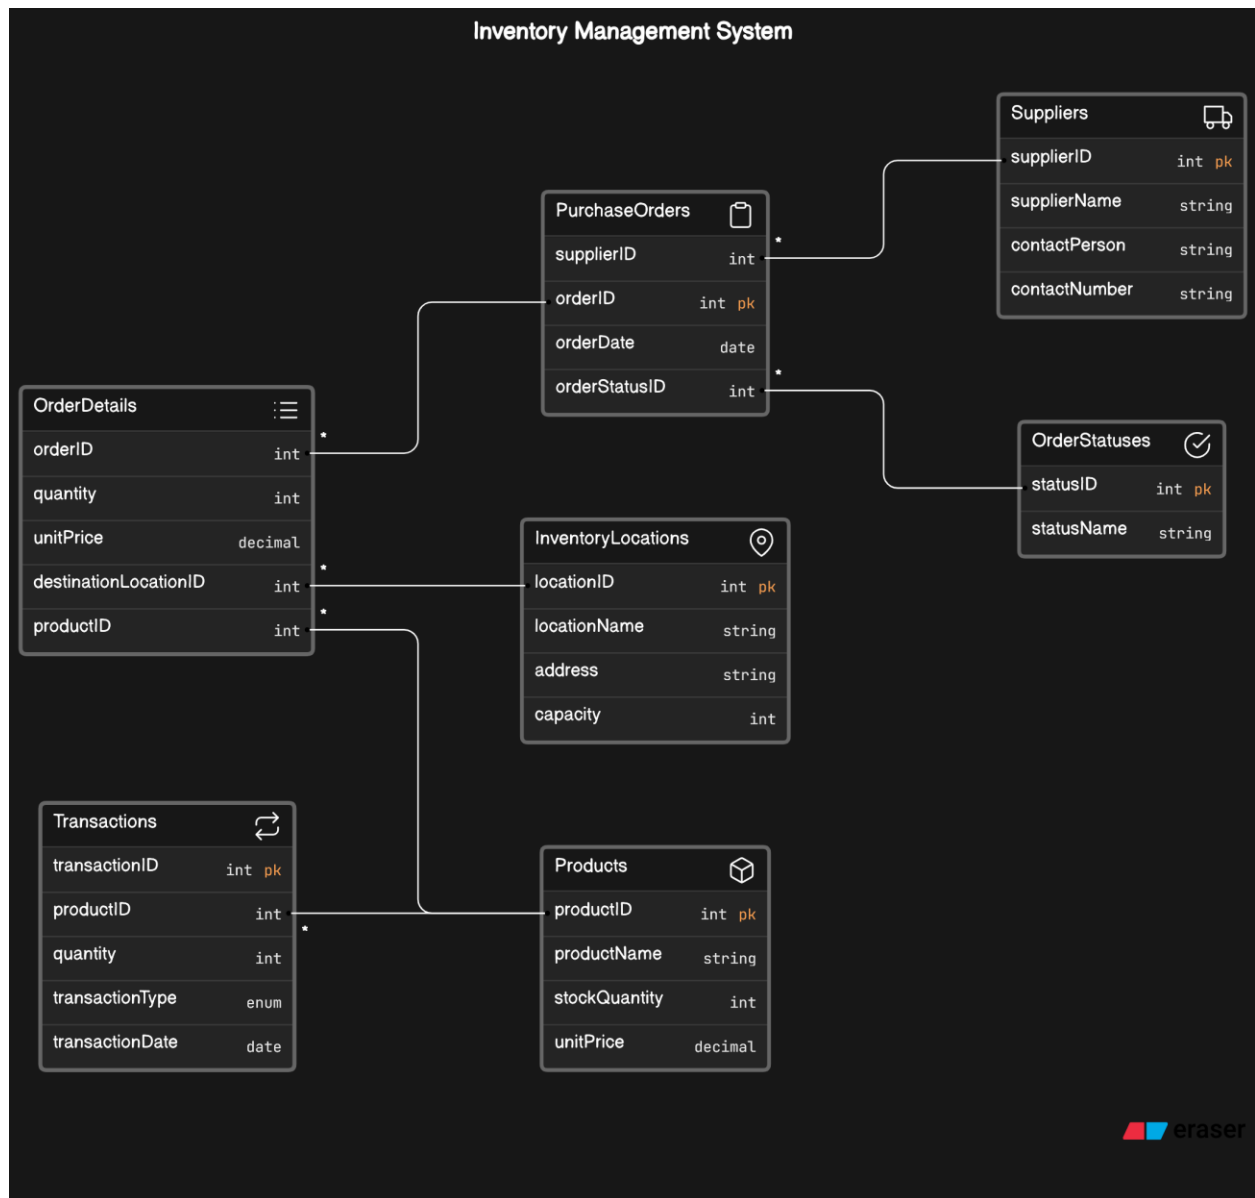 Inventory Management System
Suppliers
supplierID int pk
supplierName string
contactPerson string
contactNumber string
PurchaseOrders
supplierID int
*
orderID int pk
orderDate date
orderStatusID int
*
OrderDetails
orderID int
*
quantity int
unitPrice decimal
destinationLocationID int
*
productID int
*
OrderStatuses
statusID int pk
statusName string
InventoryLocations
locationID int pk
locationName string
address string
capacity int
Transactions
transactionID int pk
productID int
*
quantity int
transactionType enum
transactionDate date
Products
productID int pk
productName string
stockQuantity int
unitPrice decimal
eraser